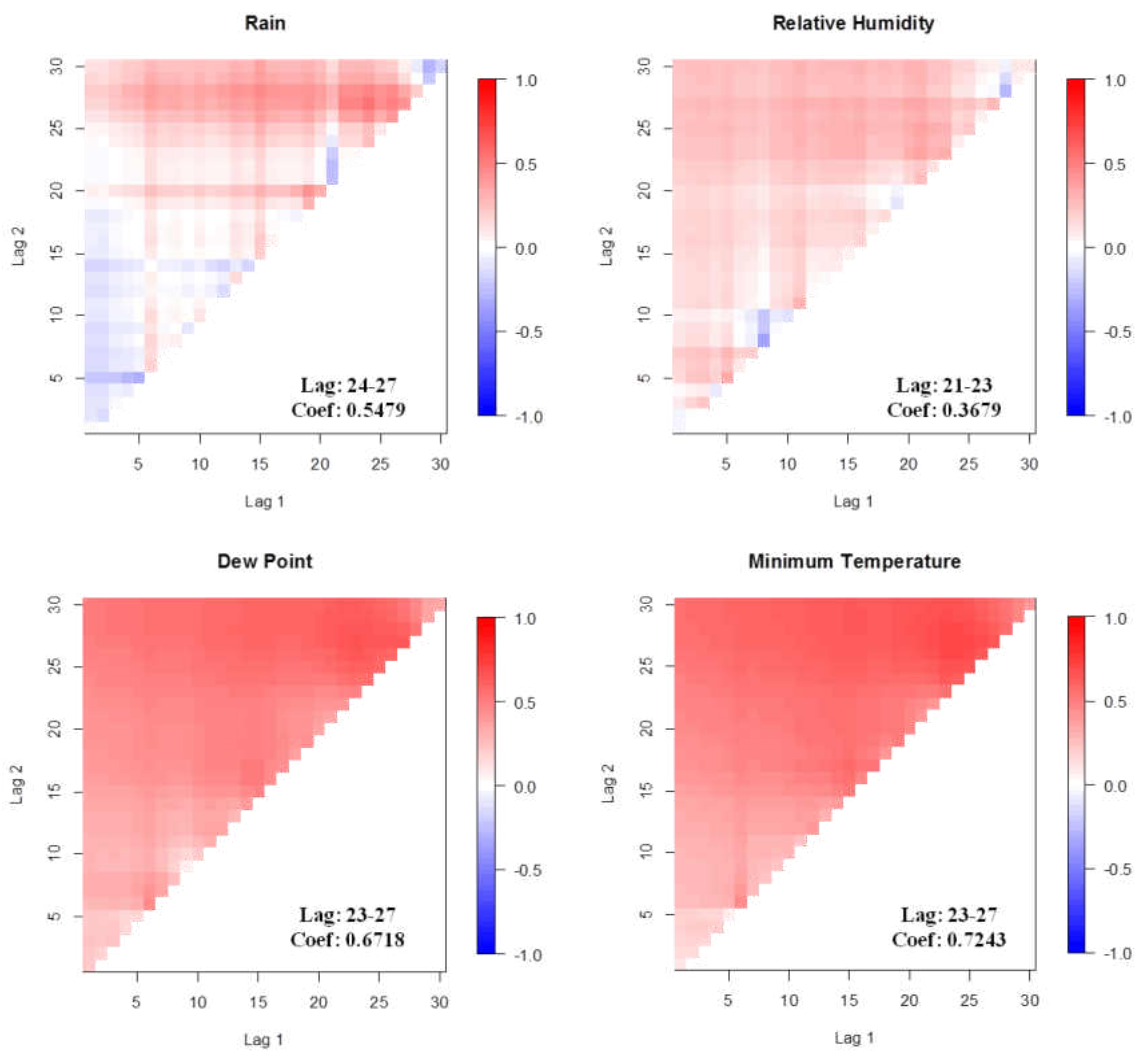 Rain
Relative Humidity
30
25
20
15
10
5
Lag 2
1.0
0.5
0.0
-0.5
-1.0
Lag: 24-27
Coef: 0.5479
5 10 15 20 25 30
Lag 1
30
25
20
15
10
5
Lag 2
1.0
0.5
0.0
-0.5
-1.0
Lag: 21-23
Coef: 0.3679
5 10 15 20 25 30
Lag 1
Dew Point
Minimum Temperature
30
25
20
15
10
5
Lag 2
1.0
0.5
0.0
-0.5
-1.0
Lag: 23-27
Coef: 0.6718
5 10 15 20 25 30
Lag 1
30
25
20
15
10
5
Lag 2
1.0
0.5
0.0
-0.5
-1.0
Lag: 23-27
Coef: 0.7243
5 10 15 20 25 30
Lag 1